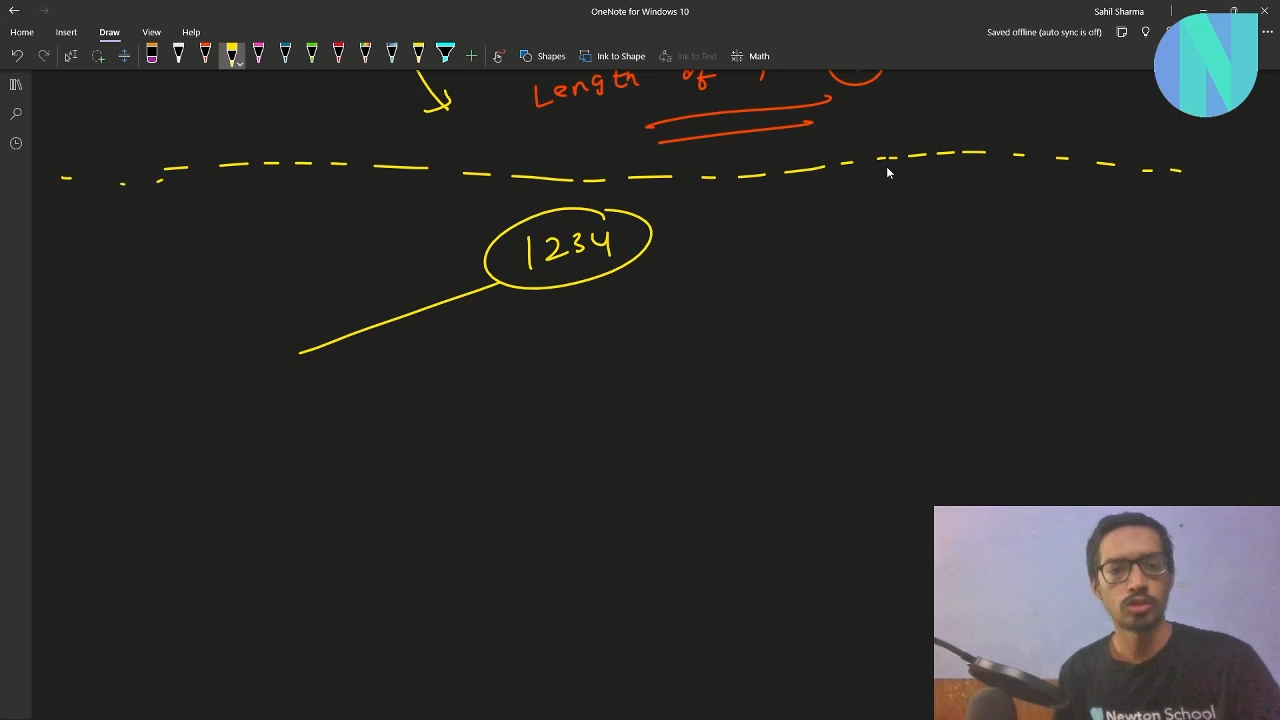 OneNote for Windows 10
Sahil Sharma
Home Insert Draw View Help
Saved offline (auto sync is off)
Shapes Ink to Shape Ink to Text Math
Length of
1234
Newton School